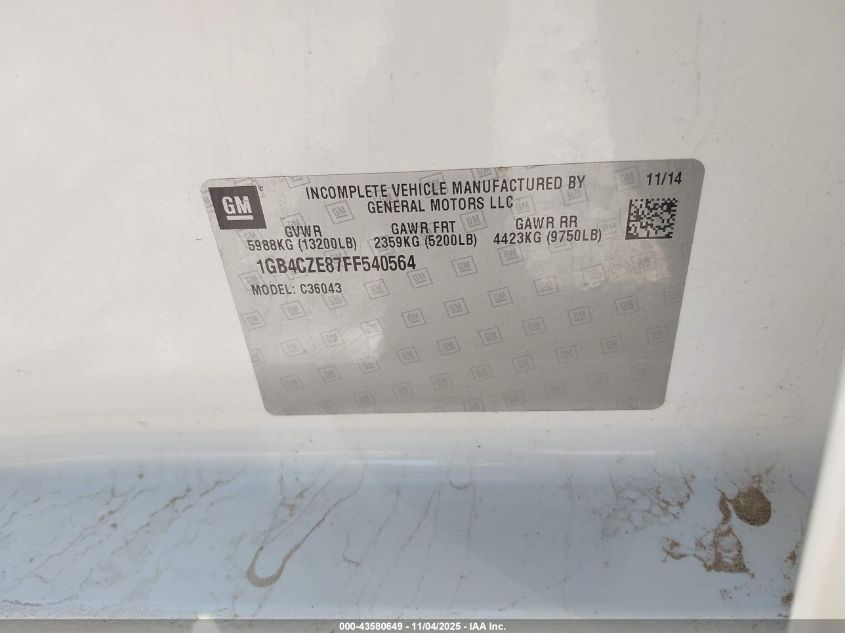 GM
INCOMPLETE VEHICLE MANUFACTURED BY
GENERAL MOTORS LLC
11/14
GVWR GAWR FRT GAWR RR
5988KG (13200LB) 2359KG (5200LB) 4423KG (9750LB)
1GB4CZE87FF540564
MODEL: C36043
000-43580649 - 11/04/2025 - IAA Inc.